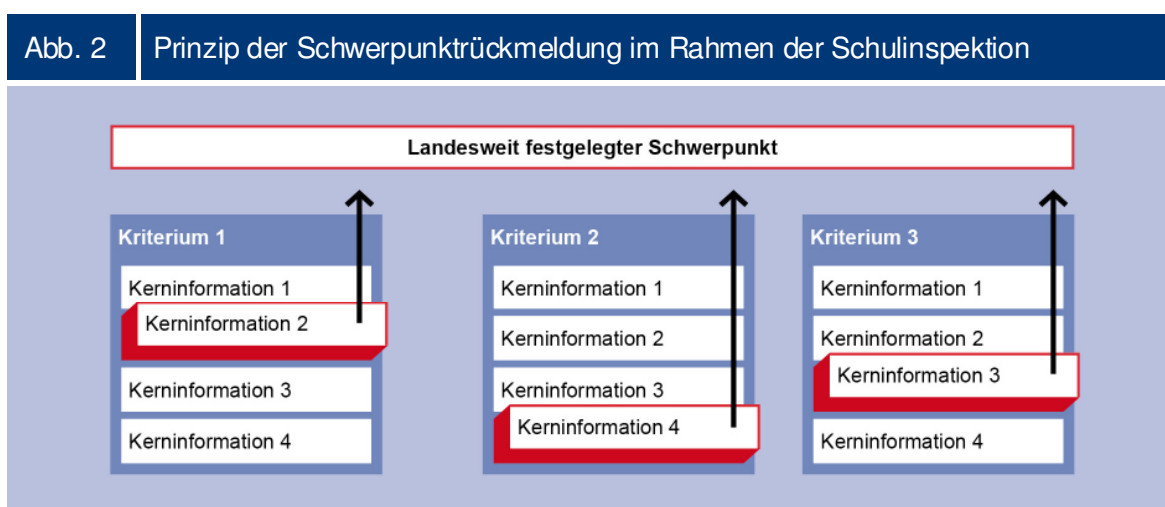 Abb. 2 Prinzip der Schwerpunktrückmeldung im Rahmen der Schulinspektion
Landesweit festgelegter Schwerpunkt
Kriterium 1
Kerninformation 1
Kerninformation 2
Kerninformation 3
Kerninformation 4
Kriterium 2
Kerninformation 1
Kerninformation 2
Kerninformation 3
Kerninformation 4
Kriterium 3
Kerninformation 1
Kerninformation 2
Kerninformation 3
Kerninformation 4